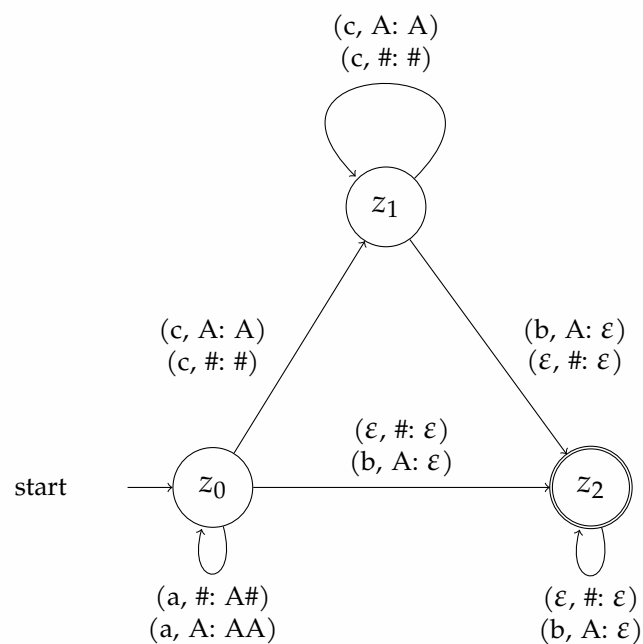 (c, A: A)
(c, #: #)
z₁
(c, A: A)
(c, #: #)
(b, A: ε)
(ε, #: ε)
(ε, #: ε)
(b, A: ε)
start
z₀
z₂
(a, #: A#)
(a, A: AA)
(ε, #: ε)
(b, A: ε)